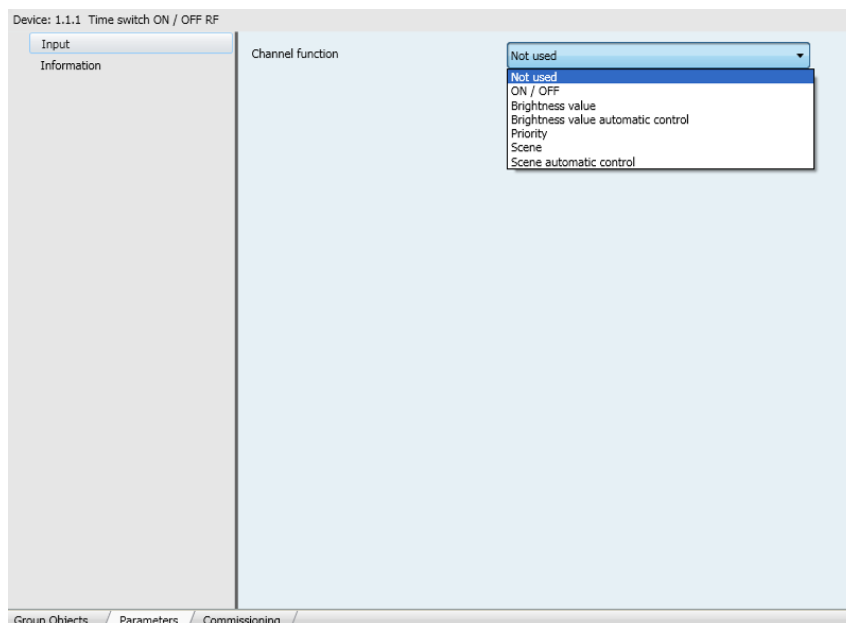 Device: 1.1.1 Time switch ON / OFF RF
Input
Information
Channel function
Not used
Not used
ON / OFF
Brightness value
Brightness value automatic control
Priority
Scene
Scene automatic control
Group Objects / Parameters / Commissioning /